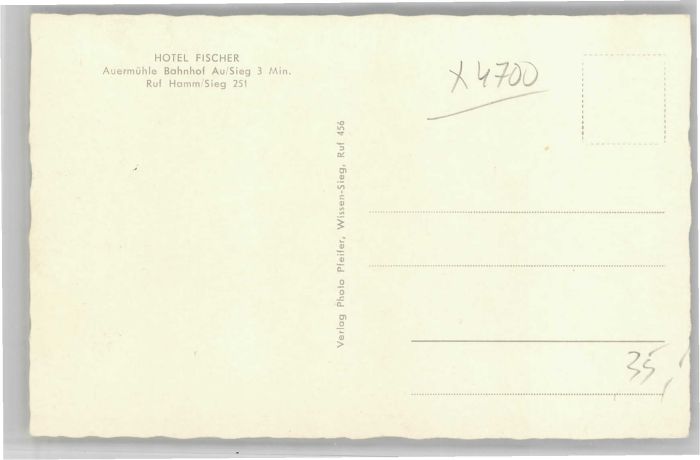 HOTEL FISCHER
Auermühle Bahnhof Au/Sieg 3 Min.
Ruf Hamm/Sieg 251
Verlag Photo Pfeifer, Wissen-Sieg, Ruf 456
X 4700
35,-